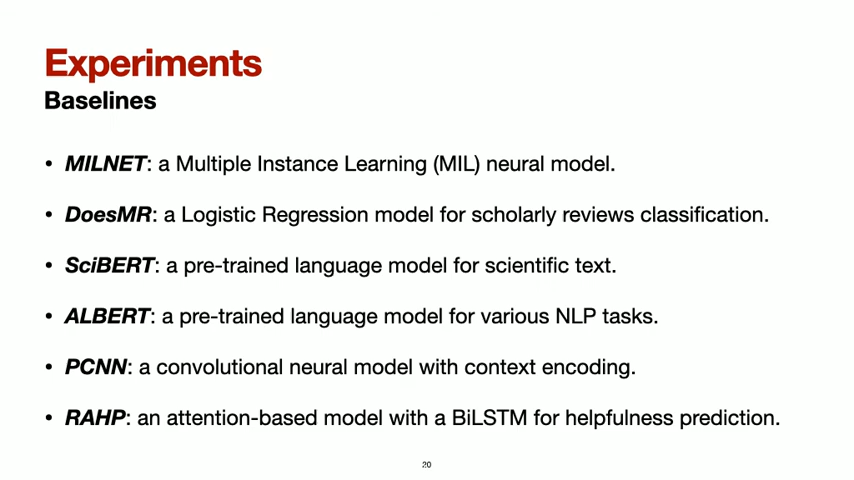 Experiments
Baselines
• MILNET: a Multiple Instance Learning (MIL) neural model.
• DoesMR: a Logistic Regression model for scholarly reviews classification.
• SciBERT: a pre-trained language model for scientific text.
• ALBERT: a pre-trained language model for various NLP tasks.
• PCNN: a convolutional neural model with context encoding.
• RAHP: an attention-based model with a BiLSTM for helpfulness prediction.
20